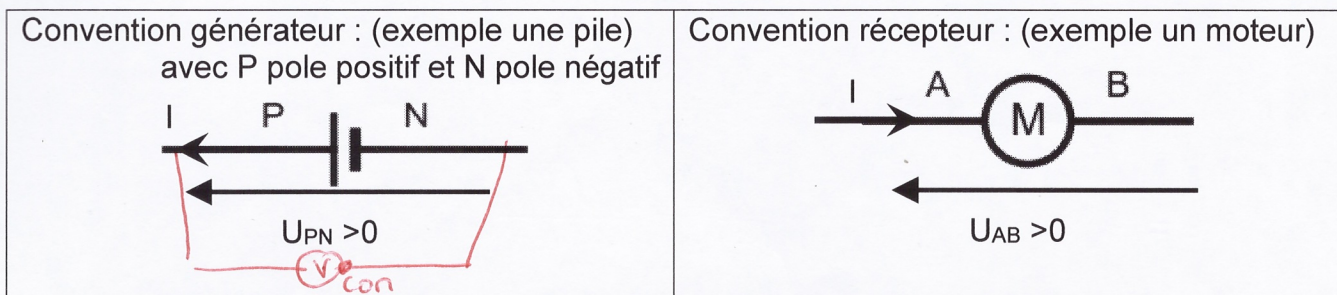 Convention générateur : (exemple une pile)
avec P pole positif et N pole négatif
I P N
UPN >0
V
com
Convention récepteur : (exemple un moteur)
I A M B
UAB >0